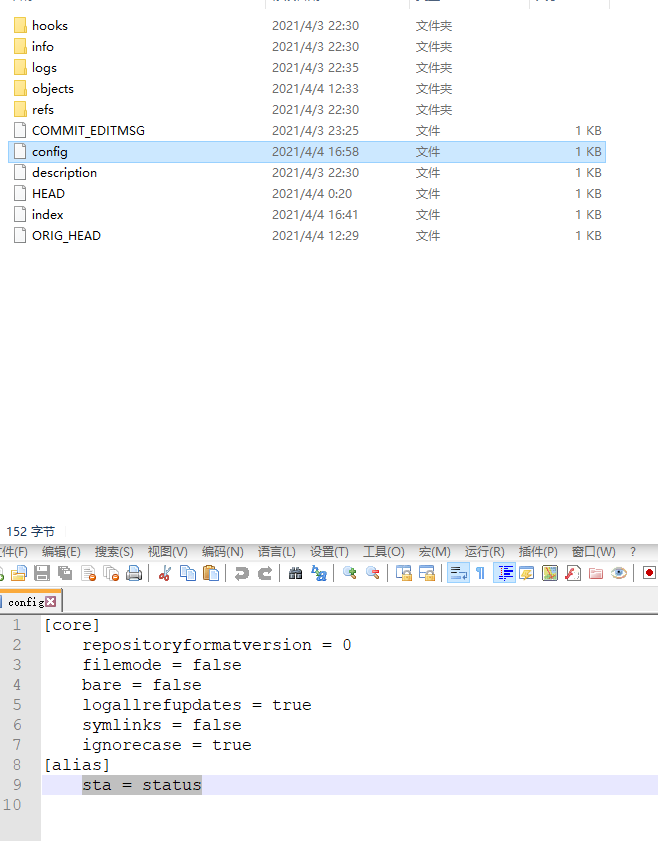 hooks 2021/4/3 22:30 文件夹
info 2021/4/3 22:30 文件夹
logs 2021/4/3 22:35 文件夹
objects 2021/4/4 12:33 文件夹
refs 2021/4/3 22:30 文件夹
COMMIT_EDITMSG 2021/4/3 23:25 文件 1 KB
config 2021/4/4 16:58 文件 1 KB
description 2021/4/3 22:30 文件 1 KB
HEAD 2021/4/4 0:20 文件 1 KB
index 2021/4/4 16:41 文件 1 KB
ORIG_HEAD 2021/4/4 12:29 文件 1 KB
152 字节
件(F) 编辑(E) 搜索(S) 视图(V) 编码(N) 语言(L) 设置(T) 工具(O) 宏(M) 运行(R) 插件(P) 窗口(W) ?
config
1 [core]
2 repositoryformatversion = 0
3 filemode = false
4 bare = false
5 logallrefupdates = true
6 symlinks = false
7 ignorecase = true
8 [alias]
9 sta = status
10